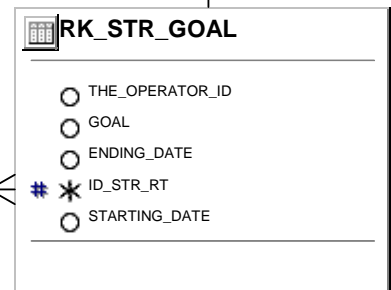 RK_STR_GOAL
THE_OPERATOR_ID
GOAL
ENDING_DATE
# * ID_STR_RT
STARTING_DATE